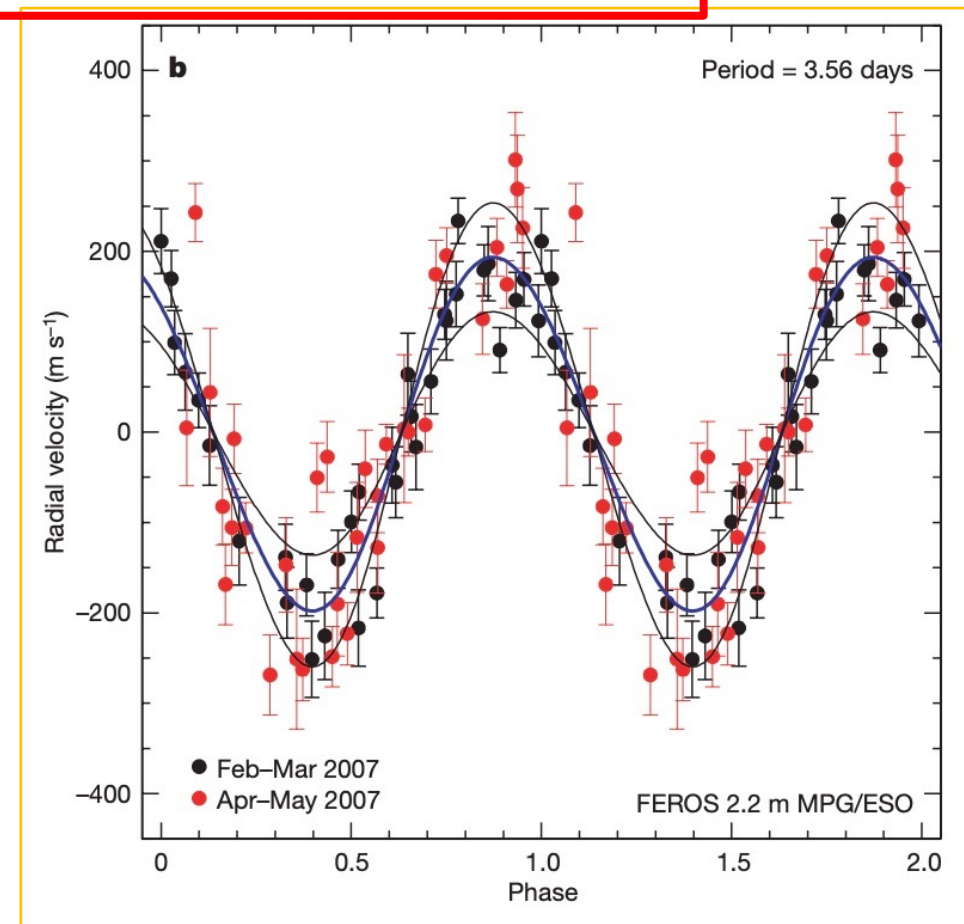 b
Period = 3.56 days
400
200
0
−200
−400
Radial velocity (m s⁻¹)
Feb–Mar 2007
Apr–May 2007
FEROS 2.2 m MPG/ESO
0 0.5 1.0 1.5 2.0
Phase